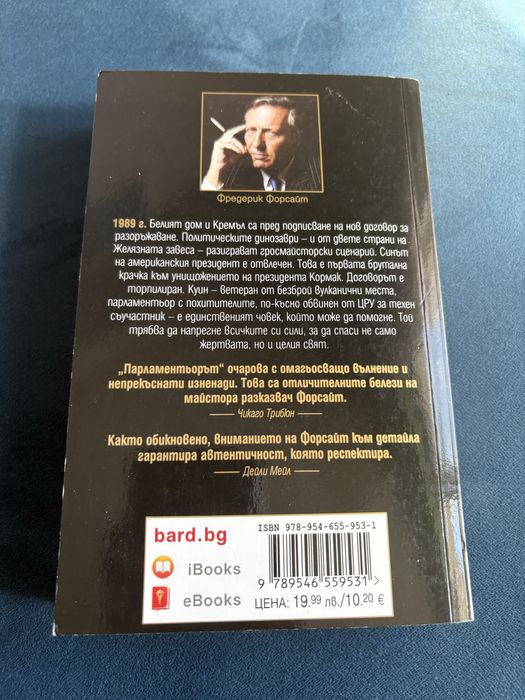 Фредерик Форсайт
1989 г. Белият дом и Кремъл са пред подписване на нов договор за
разоръжаване. Политическите динозаври – и от двете страни на
Желязната завеса – разиграват гросмайсторски сценарий. Синът
на американския президент е отвлечен. Това е първата брутална
крачка към унищожението на президента Кормак. Договорът е
торпилиран. Куин – ветеран от безброй вулканични места,
парламентьор с похитителите, по-късно обвинен от ЦРУ за техен
съучастник – е единственият човек, който може да помогне. Той
трябва да напрегне всичките си сили, за да спаси не само
жертвата, но и целия свят.
„Парламентьорът“ очарова с омагьосващо вълнение и
непрекъснати изненади. Това са отличителните белези на
майстора разказвач Форсайт.
Чикаго Трибюн
Както обикновено, вниманието на Форсайт към детайла
гарантира автентичност, която респектира.
Дейли Мейл
bard.bg
iBooks
eBooks
ISBN 978-954-655-953-1
9 789546 559531 >
ЦЕНА: 19.99 лв./10.20 €